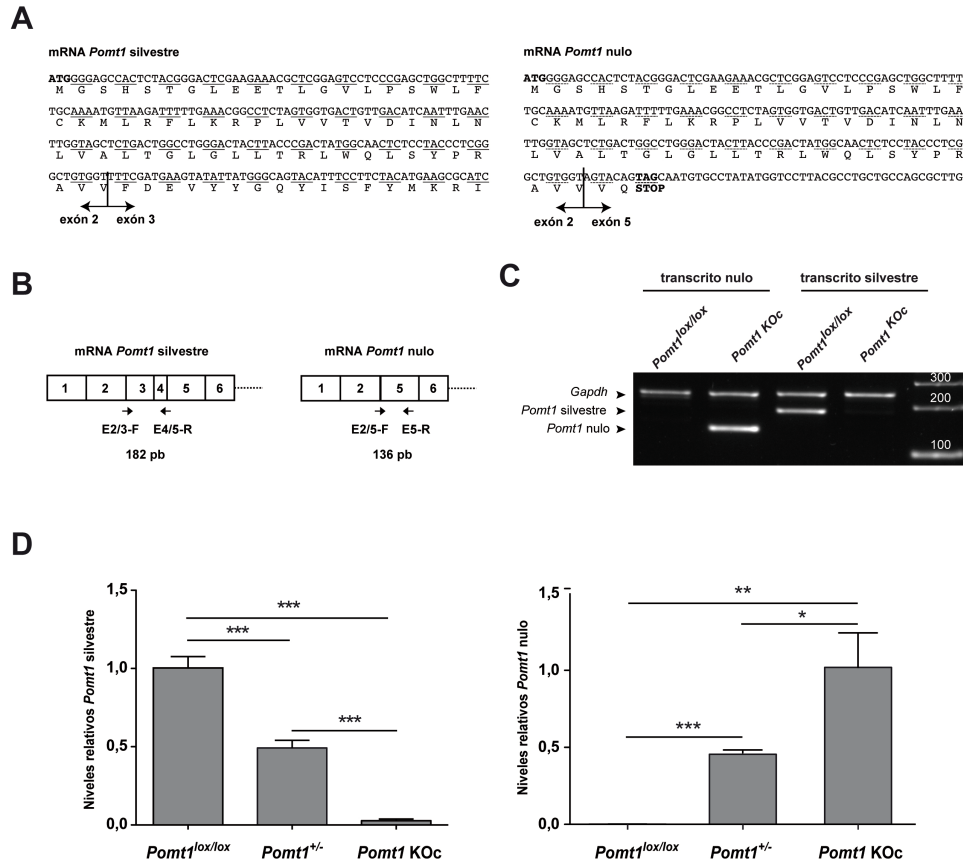 A
mRNA Pomt1 silvestre
ATGGGGAGCCACTCTACGGGACTCGAAGAAACGCTCGGAGTCCTCCCGAGCTGGCTTTTC
M G S H S T G L E E T L G V L P S W L F
TGCAAAATGTTAAGATTTTTGAAACGGCCTCTAGTGGTGACTGTTGACATCAATTTGAAC
C K M L R F L K R P L V V T V D I N L N
TTGGTAGCTCTGACTGGCCTGGGACTACTTACCCGACTATGGCAACTCTCCTACCCTCGG
L V A L T G L G L L T R L W Q L S Y P R
GCTGTGGTTTTCGATGAAGTATATTATGGGCAGTACATTTCCTTCTACATGAAGCGCATC
A V V F D E V Y Y G Q Y I S F Y M K R I
exón 2 exón 3
mRNA Pomt1 nulo
ATGGGGAGCCACTCTACGGGACTCGAAGAAACGCTCGGAGTCCTCCCGAGCTGGCTTTT
M G S H S T G L E E T L G V L P S W L F
TGCAAAATGTTAAGATTTTTGAAACGGCCTCTAGTGGTGACTGTTGACATCAATTTGAA
C K M L R F L K R P L V V T V D I N L N
TTGGTAGCTCTGACTGGCCTGGGACTACTTACCCGACTATGGCAACTCTCCTACCCTCG
L V A L T G L G L L T R L W Q L S Y P R
GCTGTGGTAGTACAGTAGCAATGTGCCTATATGGTCCTTACGCCTGCTGCCAGCGCTTG
A V V V Q STOP
exón 2 exón 5
B
mRNA Pomt1 silvestre
1 2 3 4 5 6
E2/3-F E4/5-R
182 pb
mRNA Pomt1 nulo
1 2 5 6
E2/5-F E5-R
136 pb
C
transcrito nulo transcrito silvestre
Pomt1lox/lox Pomt1 KOc Pomt1lox/lox Pomt1 KOc
Gapdh
Pomt1 silvestre
Pomt1 nulo
300
200
100
D
Niveles relativos Pomt1 silvestre
1,5
1,0
0,5
0,0
***
***
***
Pomt1lox/lox Pomt1+/- Pomt1 KOc
Niveles relativos Pomt1 nulo
1,5
1,0
0,5
0,0
**
*
***
Pomt1lox/lox Pomt1+/- Pomt1 KOc